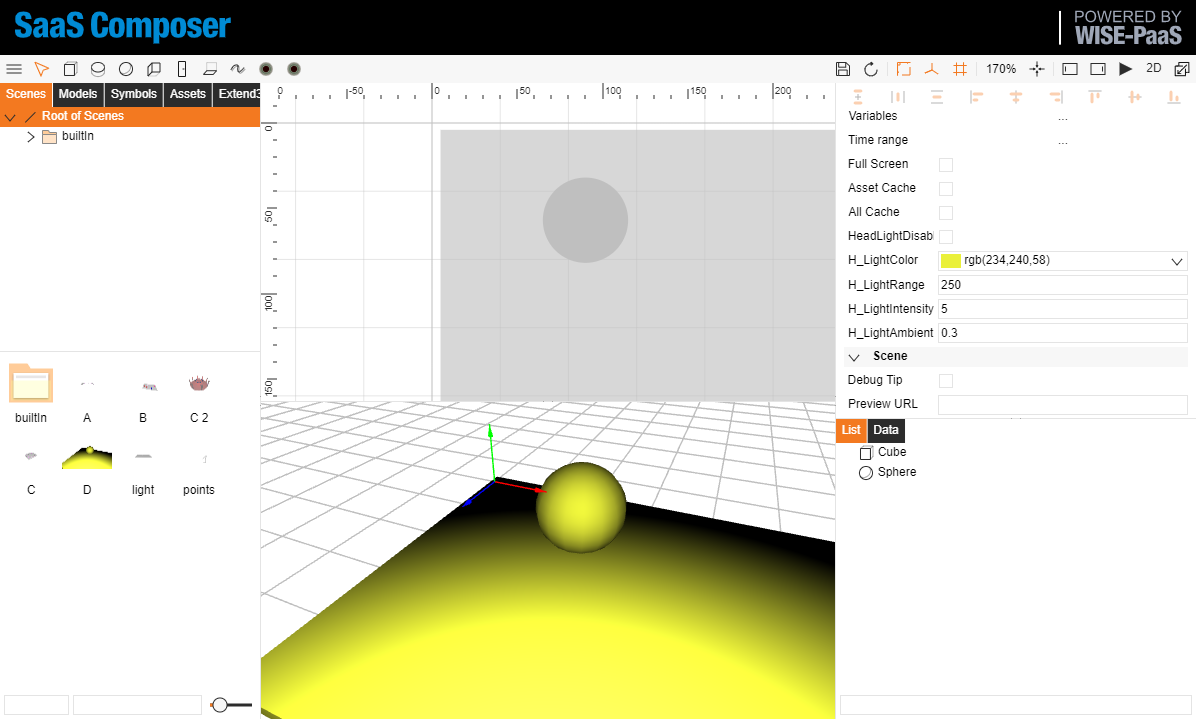 SaaS Composer
POWERED BY
WISE-PaaS
170%
2D
Scenes Models Symbols Assets Extend3
Root of Scenes
builtIn
builtIn A B C 2
C D light points
0 -50 0 50 100 150 200
0
50
100
150
Variables ...
Time range ...
Full Screen
Asset Cache
All Cache
HeadLightDisabl
H_LightColor rgb(234,240,58)
H_LightRange 250
H_LightIntensity 5
H_LightAmbient 0.3
Scene
Debug Tip
Preview URL
List Data
Cube
Sphere